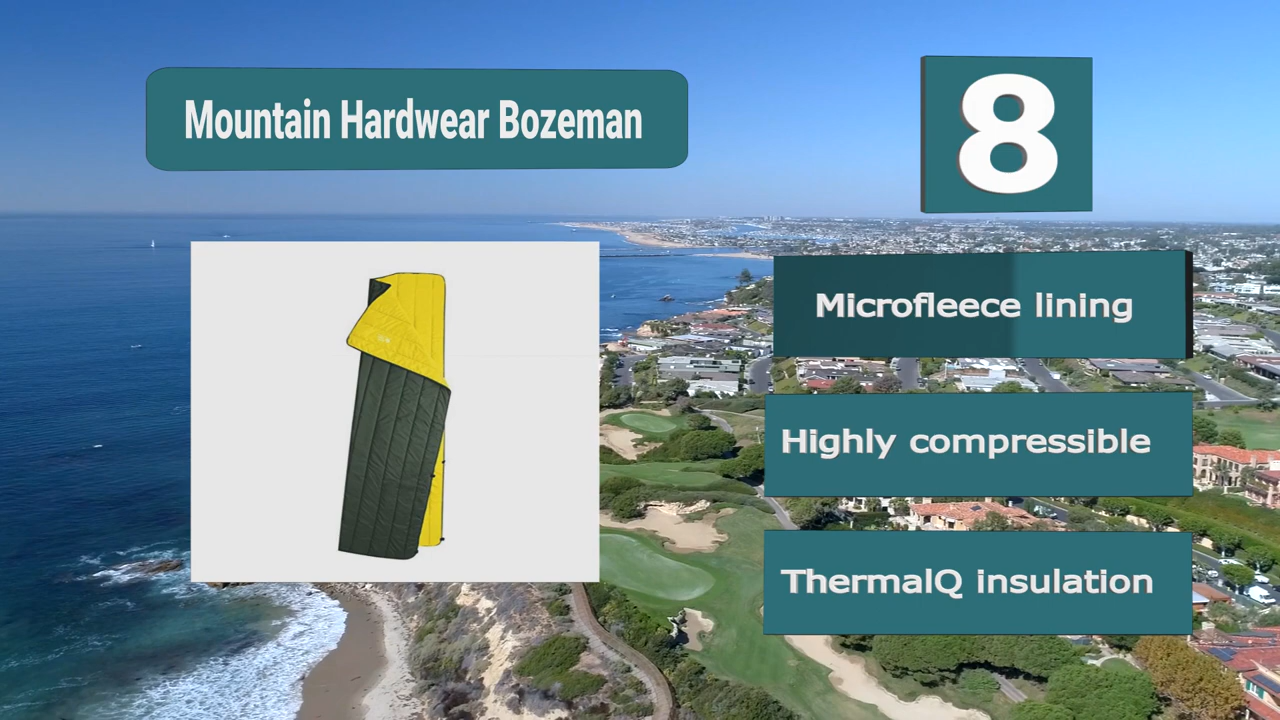 Mountain Hardwear Bozeman
8
Microfleece lining
Highly compressible
ThermalQ insulation